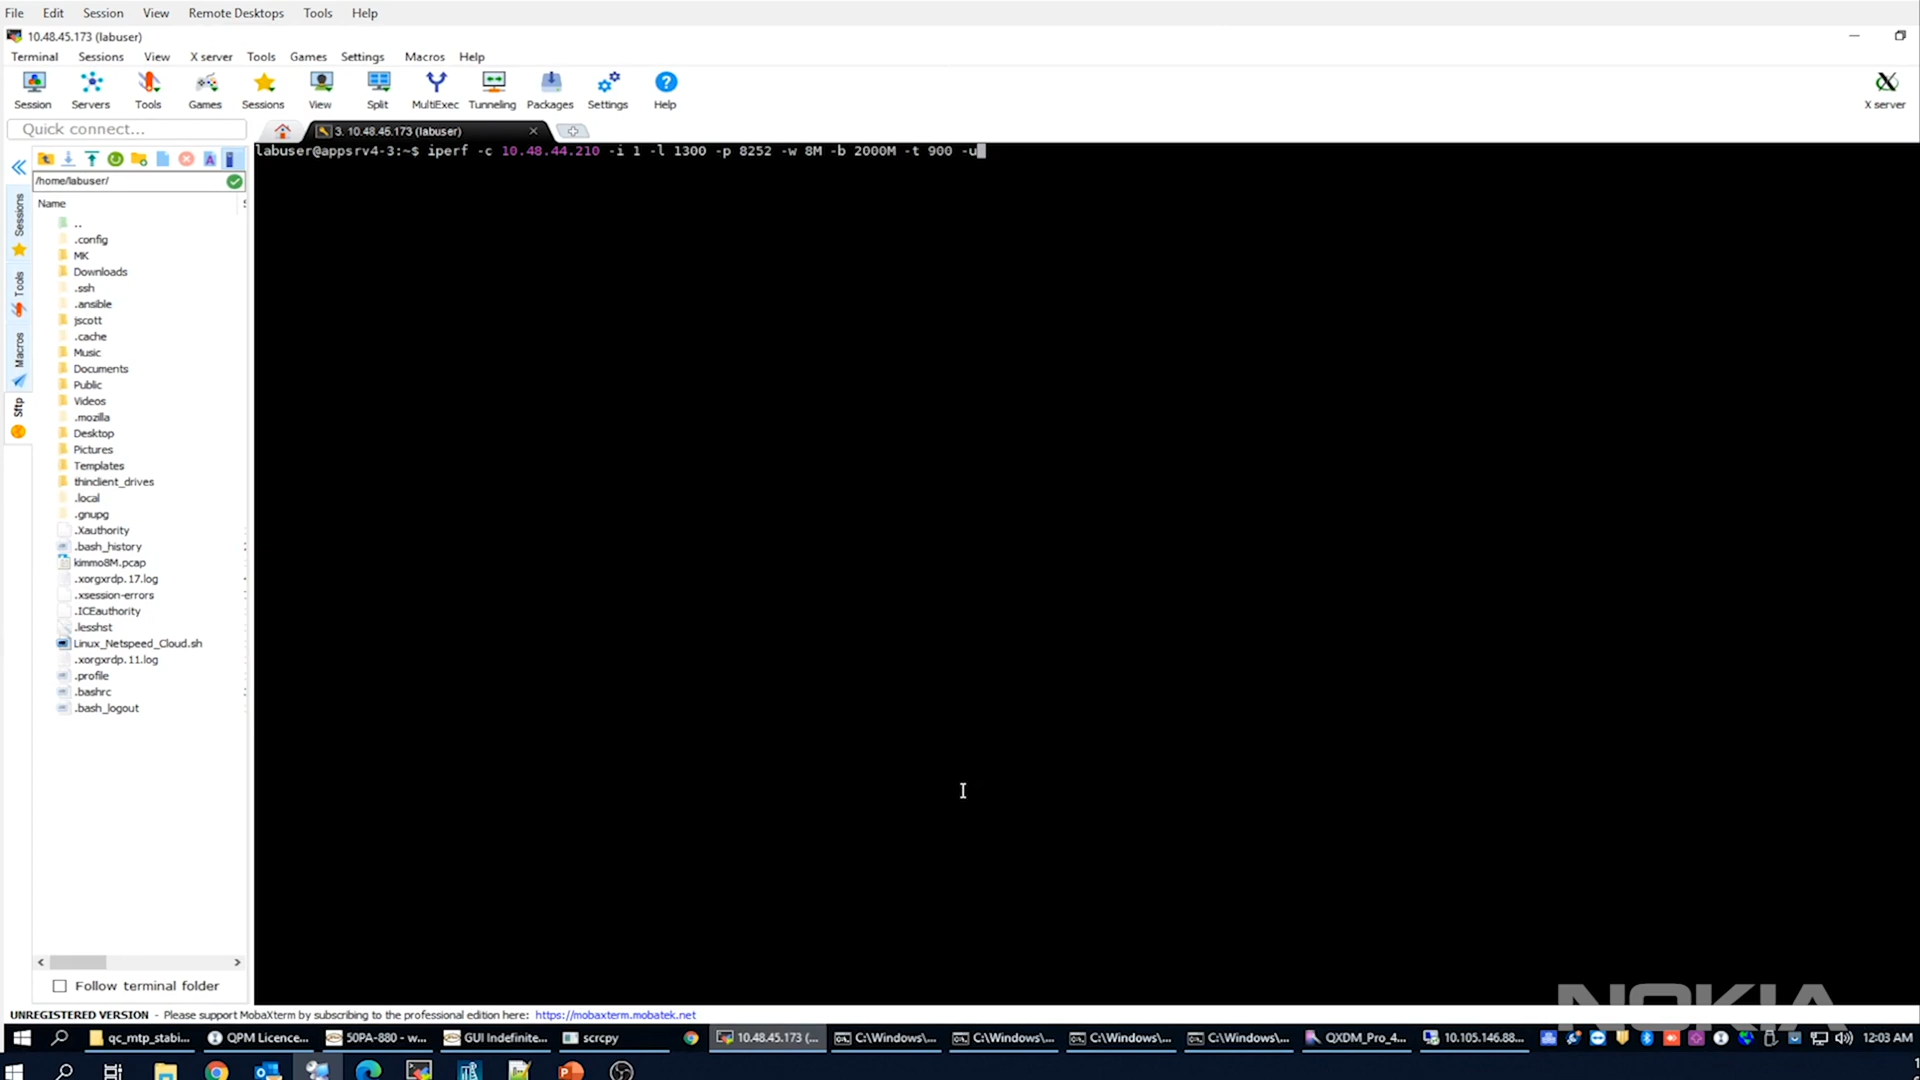 File Edit Session View Remote Desktops Tools Help
10.48.45.173 (labuser)
Terminal Sessions View X server Tools Games Settings Macros Help
Session Servers Tools Games Sessions View Split MultiExec Tunneling Packages Settings Help X server
Quick connect...
3. 10.48.45.173 (labuser)
labuser@appsrv4-3:~$ iperf -c 10.48.44.210 -i 1 -l 1300 -p 8252 -w 8M -b 2000M -t 900 -u
/home/labuser/
Name
Sessions
Tools
Macros
Sftp
..
.config
MK
Downloads
.ssh
.ansible
jscott
.cache
Music
Documents
Public
Videos
.mozilla
Desktop
Pictures
Templates
thinclient_drives
.local
.gnupg
.Xauthority
.bash_history
kimmo8M.pcap
.xorgxrdp.17.log
.xsession-errors
.ICEauthority
.lesshst
Linux_Netspeed_Cloud.sh
.xorgxrdp.11.log
.profile
.bashrc
.bash_logout
Follow terminal folder
NOKIA
UNREGISTERED VERSION - Please support MobaXterm by subscribing to the professional edition here: https://mobaxterm.mobatek.net
qc_mtp_stabi... QPM Licence... 50PA-880 - w... GUI Indefinite... scrcpy 10.48.45.173 (... C:\Windows\... C:\Windows\... C:\Windows\... C:\Windows\... QXDM_Pro_4... 10.105.146.88... 12:03 AM